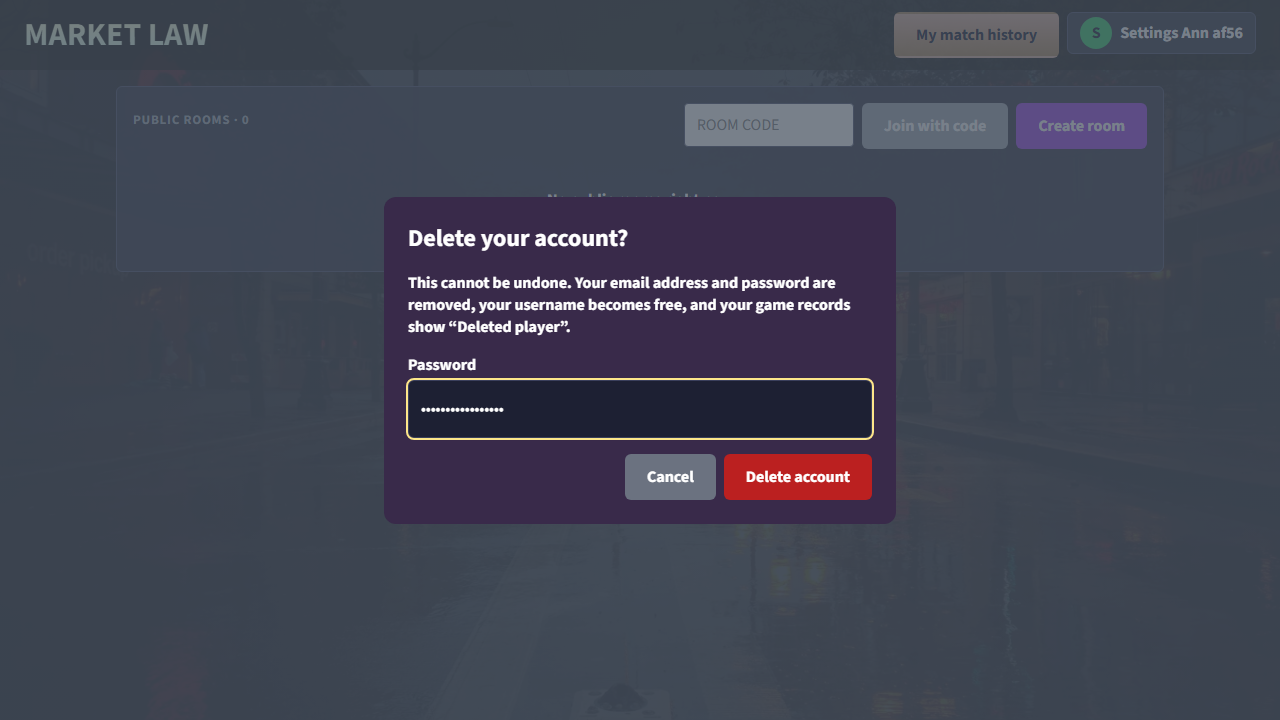 MARKET LAW
My match history
S
Settings Ann af56
PUBLIC ROOMS · 0
ROOM CODE
Join with code
Create room
Delete your account?
This cannot be undone. Your email address and password are
removed, your username becomes free, and your game records
show “Deleted player”.
Password
•••••••••••••••••
Cancel
Delete account